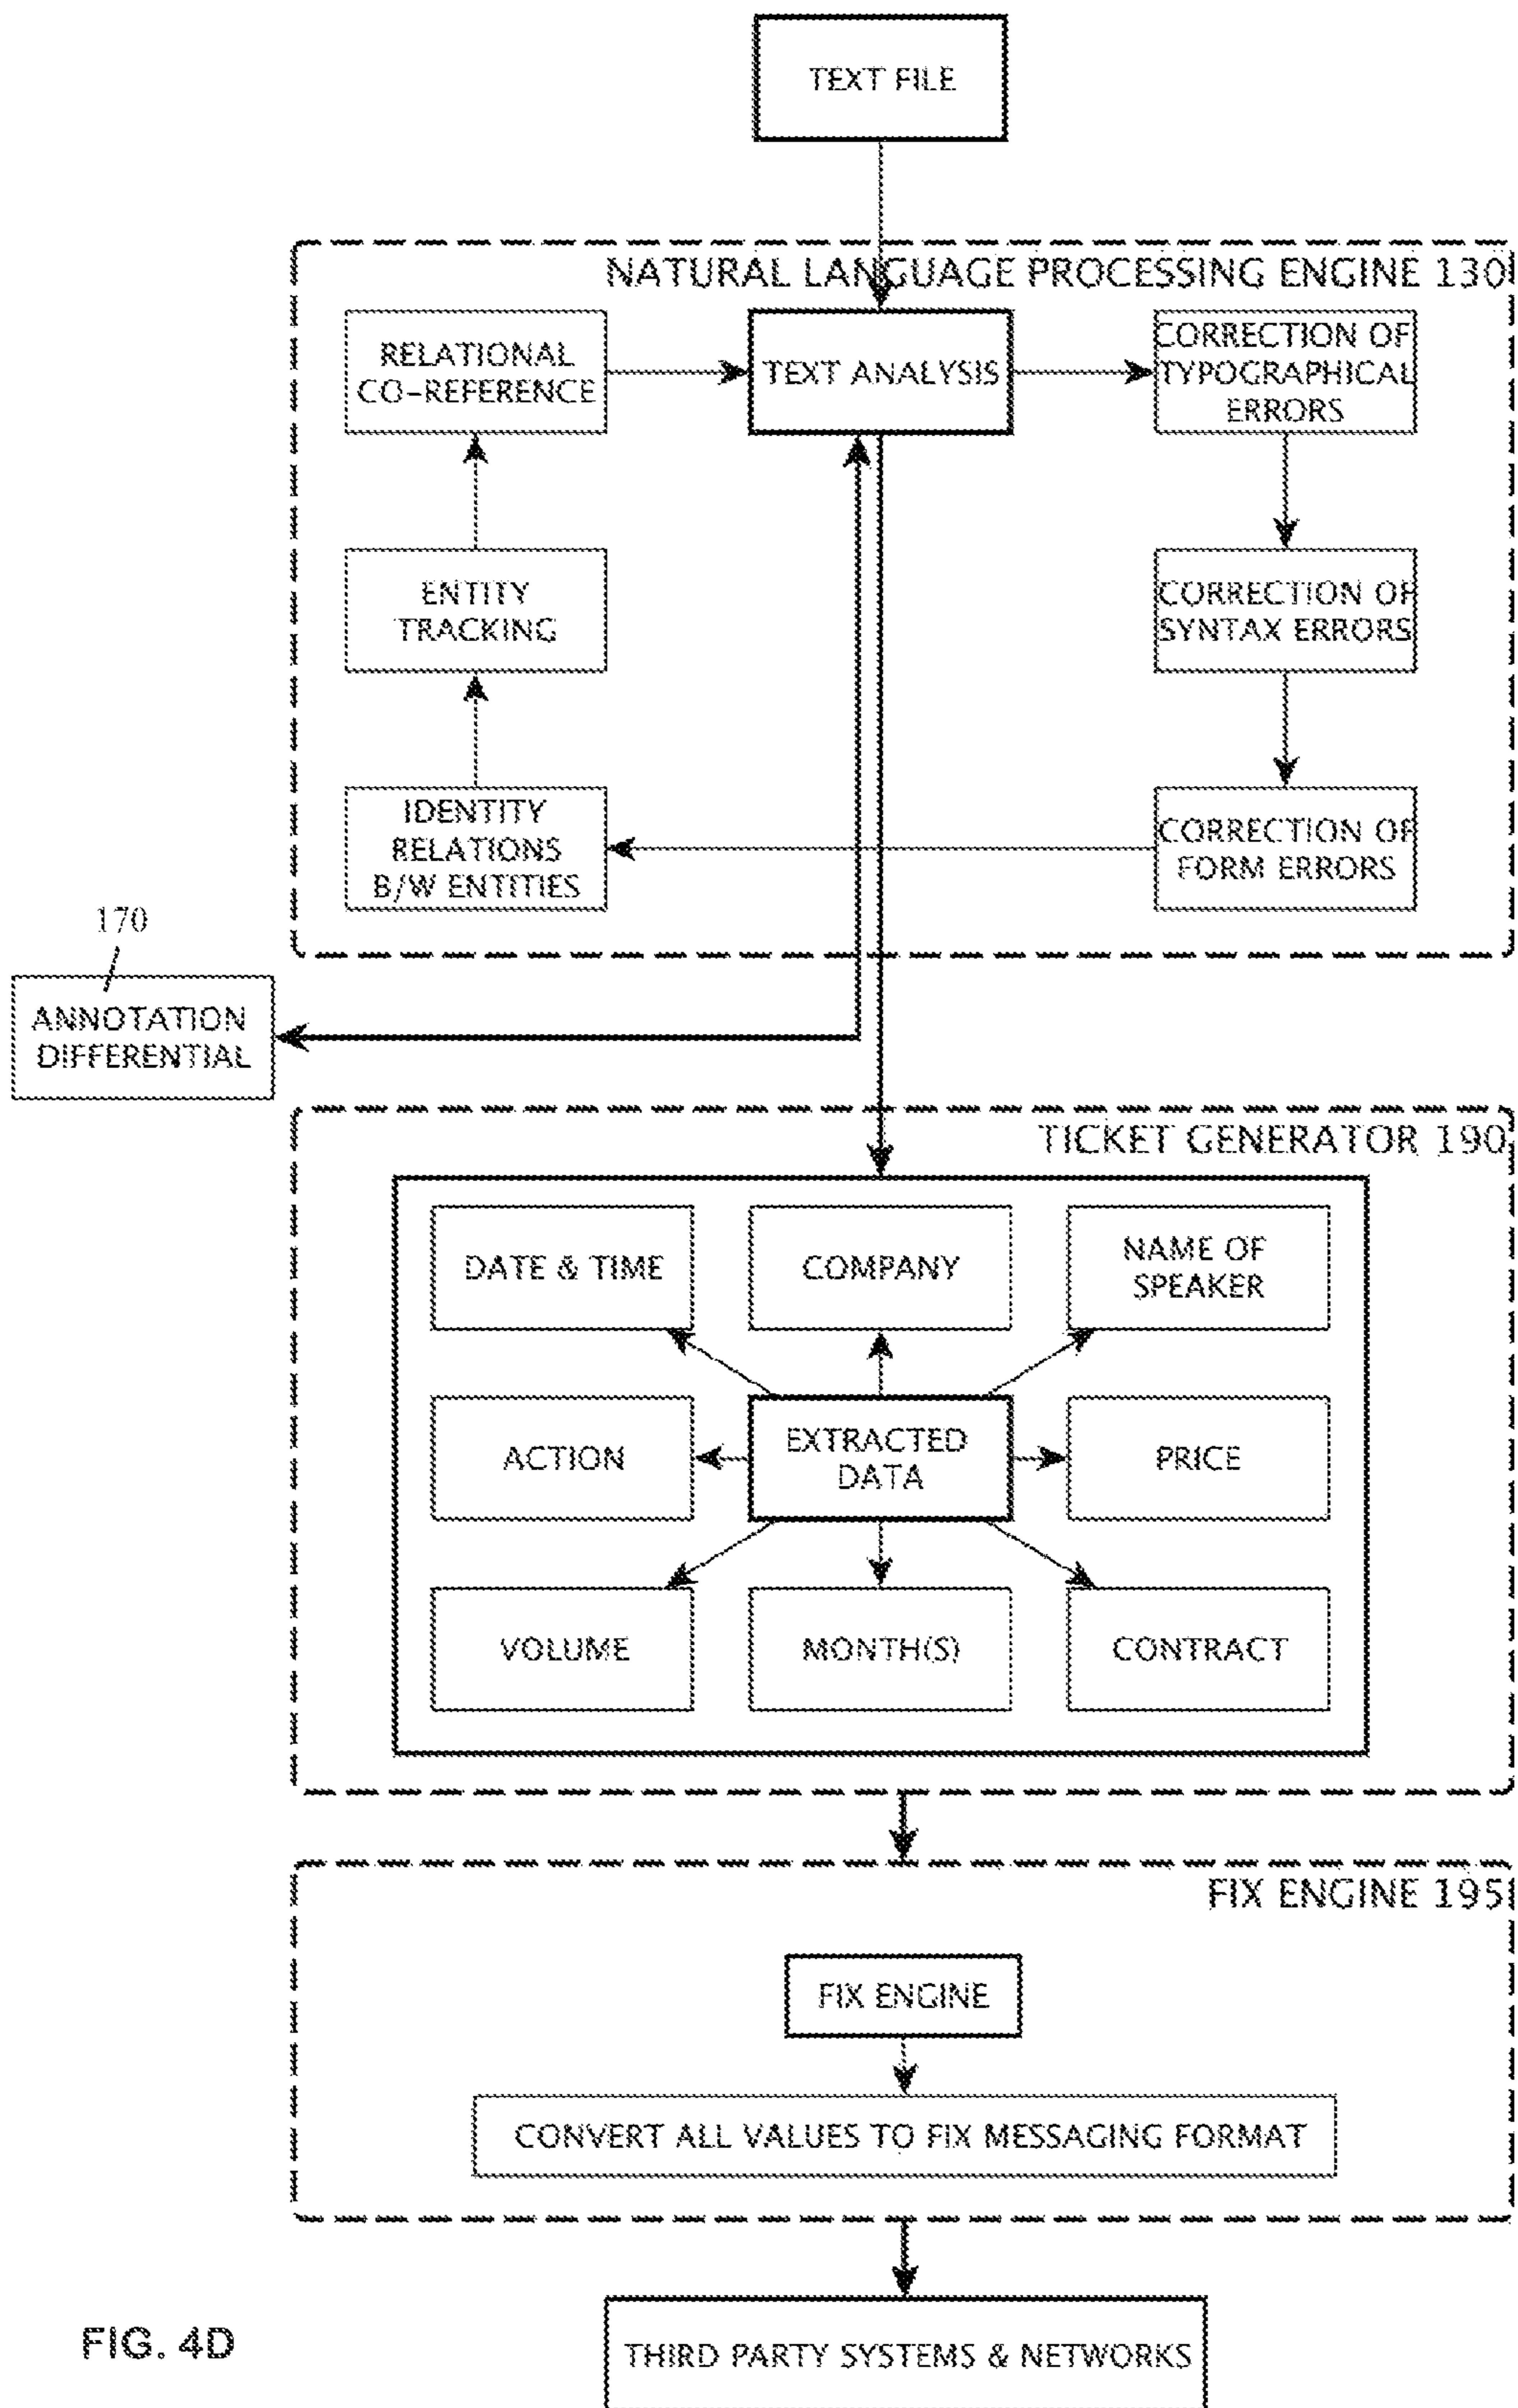 TEXT FILE
NATURAL LANGUAGE PROCESSING ENGINE 130
RELATIONAL
CO-REFERENCE
TEXT ANALYSIS
CORRECTION OF
TYPOGRAPHICAL
ERRORS
ENTITY
TRACKING
CORRECTION OF
SYNTAX ERRORS
IDENTITY
RELATIONS
B/W ENTITIES
CORRECTION OF
FORM ERRORS
170
ANNOTATION
DIFFERENTIAL
TICKET GENERATOR 190
DATE & TIME
COMPANY
NAME OF
SPEAKER
ACTION
EXTRACTED
DATA
PRICE
VOLUME
MONTH(S)
CONTRACT
FIX ENGINE 195
FIX ENGINE
CONVERT ALL VALUES TO FIX MESSAGING FORMAT
FIG. 4D
THIRD PARTY SYSTEMS & NETWORKS